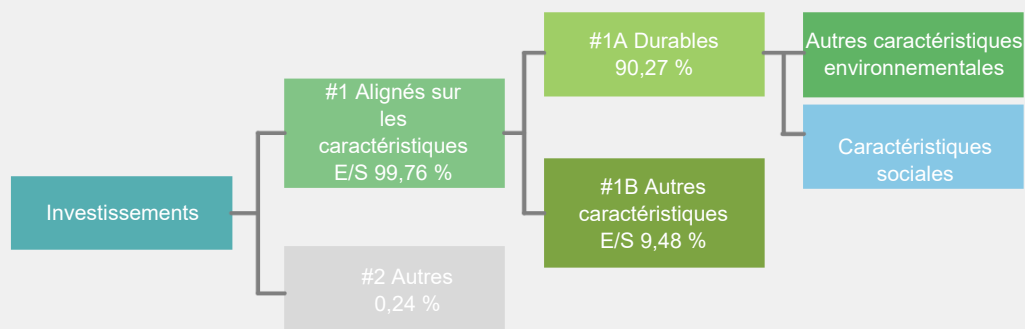 Investissements
#1 Alignés sur
les
caractéristiques
E/S 99,76 %
#2 Autres
0,24 %
#1A Durables
90,27 %
#1B Autres
caractéristiques
E/S 9,48 %
Autres caractéristiques
environnementales
Caractéristiques
sociales